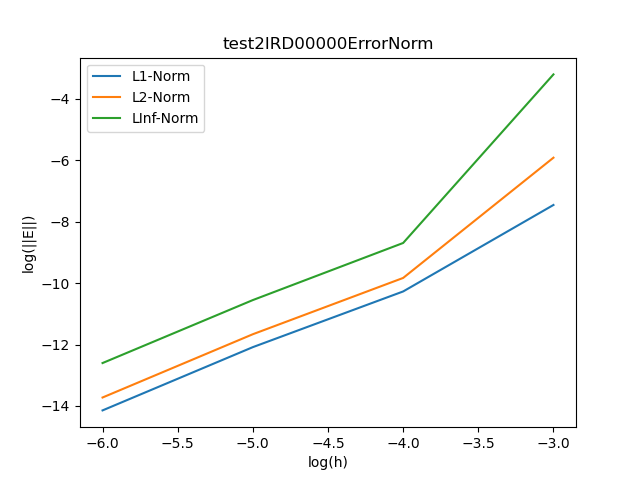 test2IRD00000ErrorNorm
L1-Norm
L2-Norm
LInf-Norm
log(||E||)
−4
−6
−8
−10
−12
−14
−6.0 −5.5 −5.0 −4.5 −4.0 −3.5 −3.0
log(h)